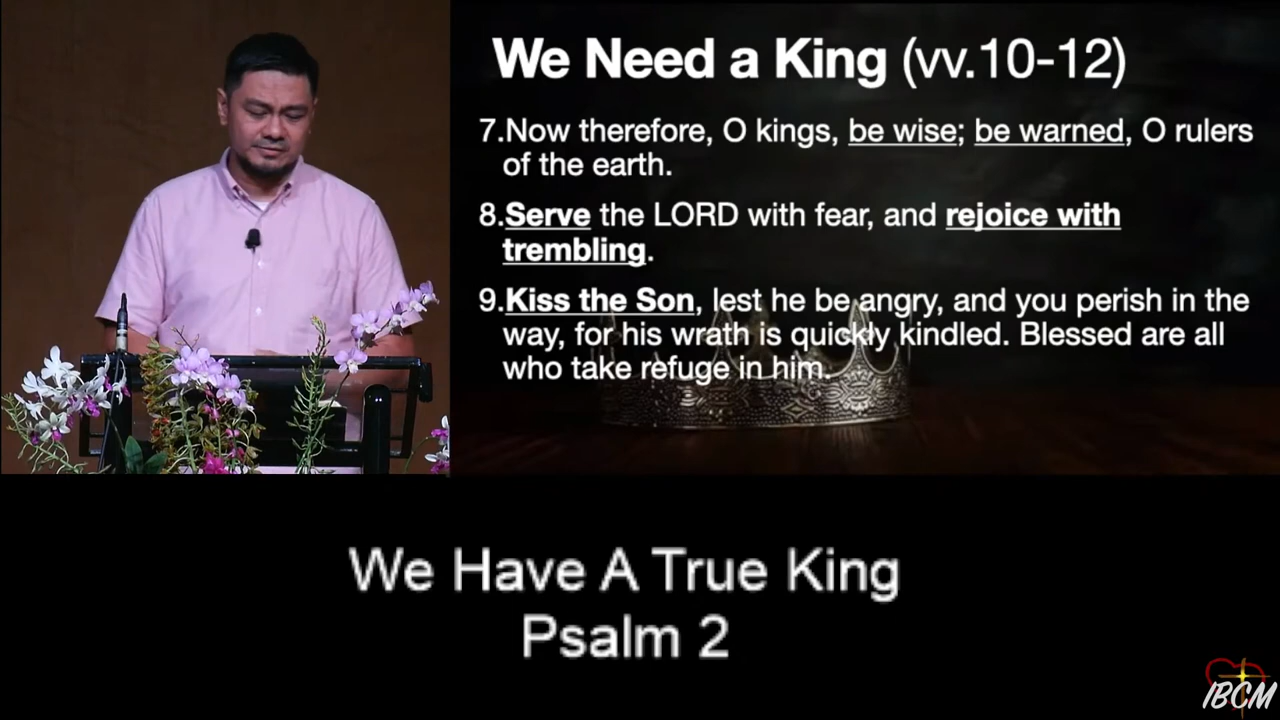 We Need a King (vv.10-12)
7.Now therefore, O kings, be wise; be warned, O rulers
of the earth.
8.Serve the LORD with fear, and rejoice with
trembling.
9.Kiss the Son, lest he be angry, and you perish in the
way, for his wrath is quickly kindled. Blessed are all
who take refuge in him.
We Have A True King
Psalm 2
IBCM